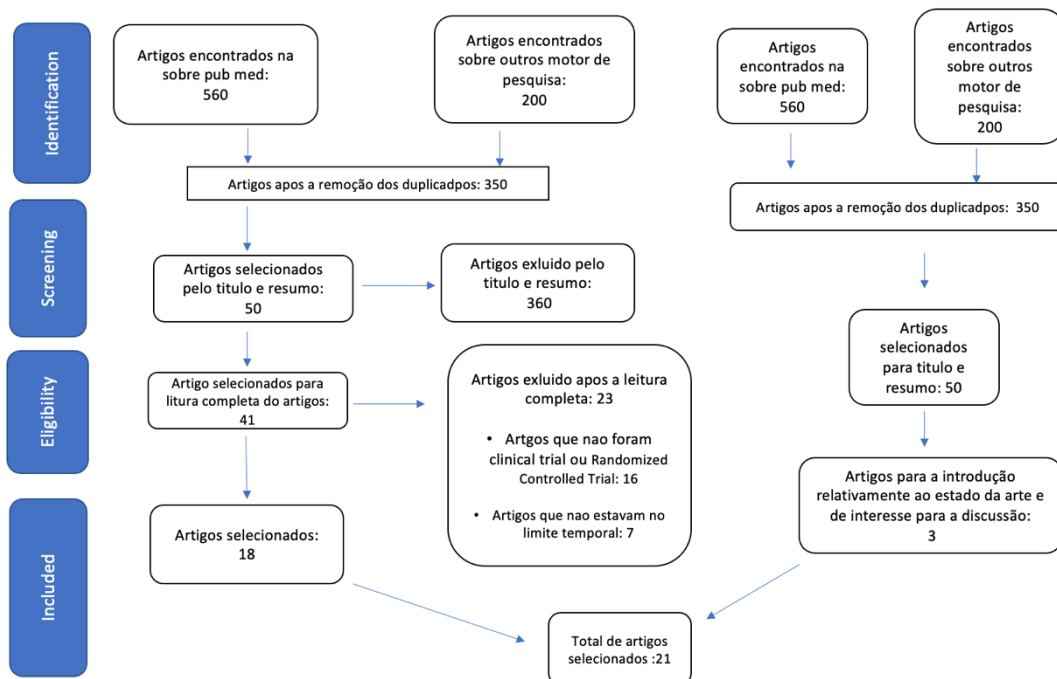 Identification
Artigos encontrados na
sobre pub med:
560
Artigos encontrados
sobre outros motor de
pesquisa:
200
Artigos
encontrados na
sobre pub med:
560
Artigos
encontrados
sobre outros
motor de
pesquisa:
200
Artigos apos a remoção dos duplicadpos: 350
Artigos apos a remoção dos duplicadpos: 350
Screening
Artigos selecionados
pelo titulo e resumo:
50
Artigos exluido pelo
titulo e resumo:
360
Artigos
selecionados
para titulo e
resumo: 50
Eligibility
Artigo selecionados para
litura completa do artigos:
41
Artigos exluido apos a leitura
completa: 23
• Artgos que nao foram
clinical trial ou Randomized
Controlled Trial: 16
• Artigos que nao estavam no
limite temporal: 7
Artigos para a introdução
relativamente ao estado da arte e
de interesse para a discussão:
3
Included
Artigos selecionados:
18
Total de artigos
selecionados :21